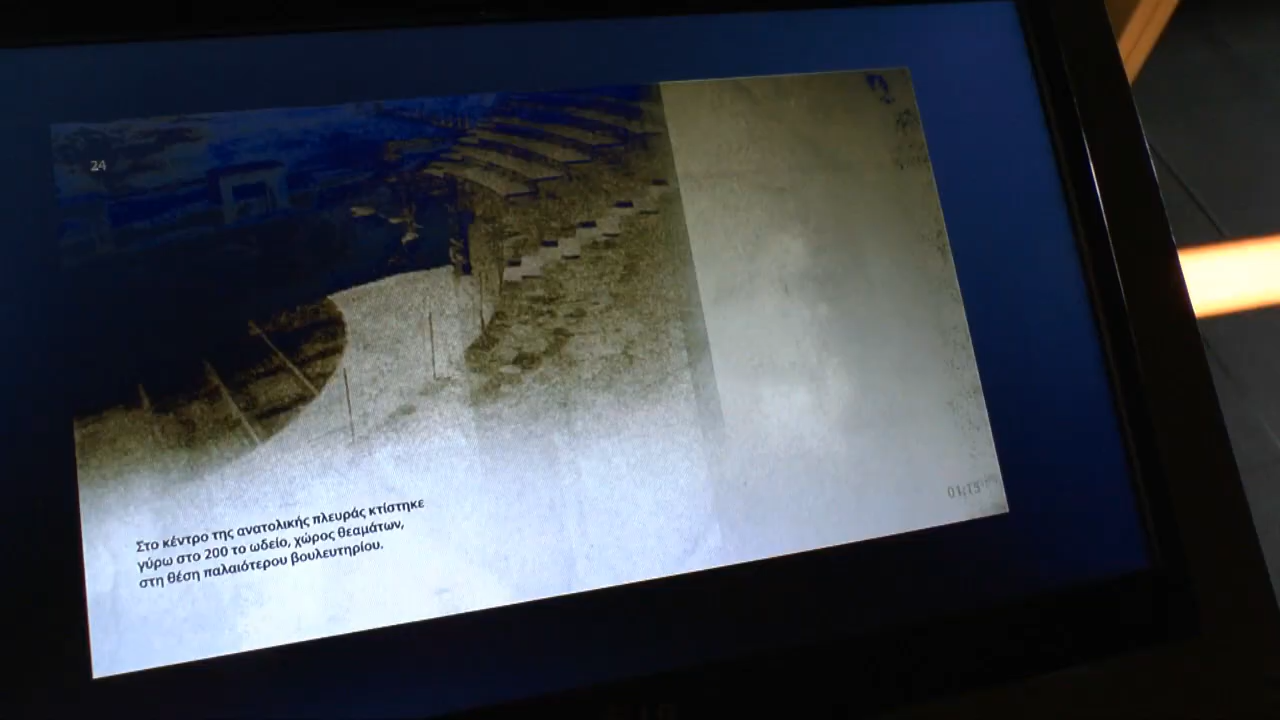 24
Στο κέντρο της ανατολικής πλευράς κτίστηκε
γύρω στο 200 το ωδείο, χώρος θεαμάτων,
στη θέση παλαιότερου βουλευτηρίου.